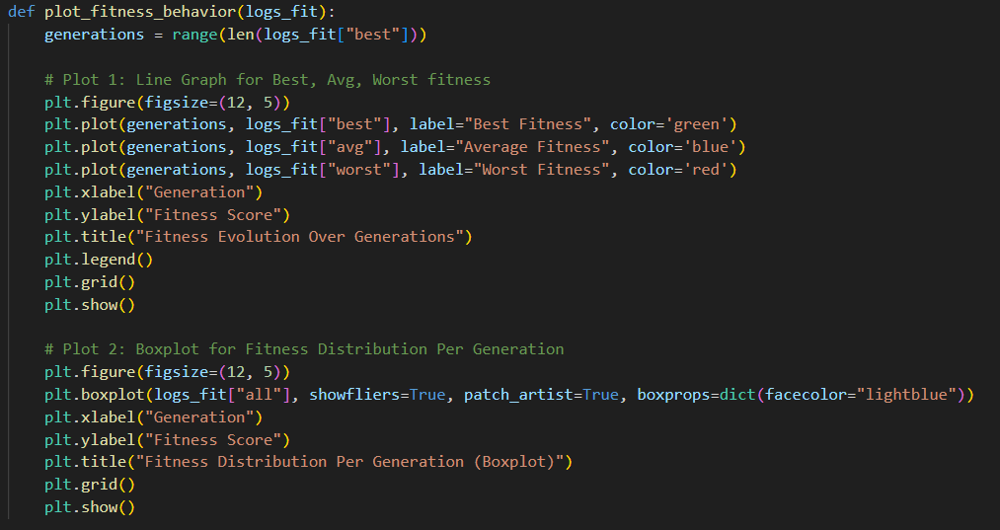 def plot_fitness_behavior(logs_fit):
    generations = range(len(logs_fit["best"]))

    # Plot 1: Line Graph for Best, Avg, Worst fitness
    plt.figure(figsize=(12, 5))
    plt.plot(generations, logs_fit["best"], label="Best Fitness", color='green')
    plt.plot(generations, logs_fit["avg"], label="Average Fitness", color='blue')
    plt.plot(generations, logs_fit["worst"], label="Worst Fitness", color='red')
    plt.xlabel("Generation")
    plt.ylabel("Fitness Score")
    plt.title("Fitness Evolution Over Generations")
    plt.legend()
    plt.grid()
    plt.show()

    # Plot 2: Boxplot for Fitness Distribution Per Generation
    plt.figure(figsize=(12, 5))
    plt.boxplot(logs_fit["all"], showfliers=True, patch_artist=True, boxprops=dict(facecolor="lightblue"))
    plt.xlabel("Generation")
    plt.ylabel("Fitness Score")
    plt.title("Fitness Distribution Per Generation (Boxplot)")
    plt.grid()
    plt.show()